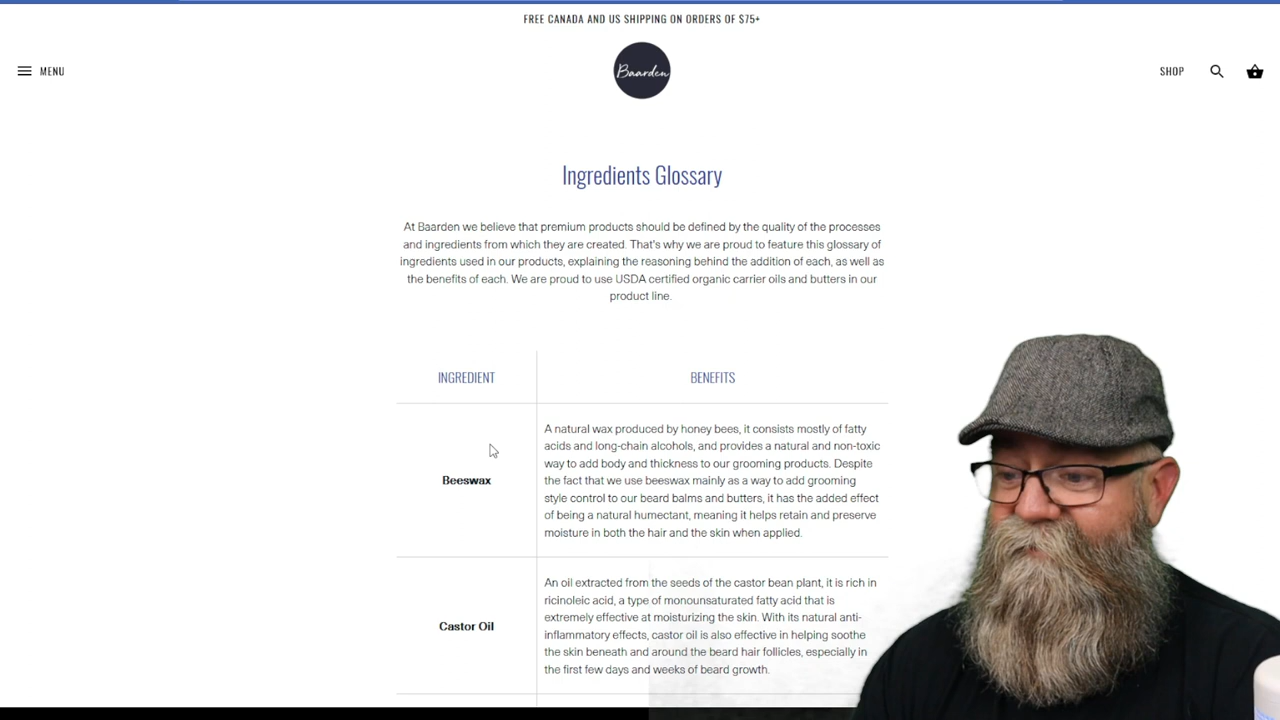 FREE CANADA AND US SHIPPING ON ORDERS OF $75+
MENU
Baarden
SHOP
Ingredients Glossary
At Baarden we believe that premium products should be defined by the quality of the processes
and ingredients from which they are created. That's why we are proud to feature this glossary of
ingredients used in our products, explaining the reasoning behind the addition of each, as well as
the benefits of each. We are proud to use USDA certified organic carrier oils and butters in our
product line.
INGREDIENT
BENEFITS
Beeswax
A natural wax produced by honey bees, it consists mostly of fatty
acids and long-chain alcohols, and provides a natural and non-toxic
way to add body and thickness to our grooming products. Despite
the fact that we use beeswax mainly as a way to add grooming
style control to our beard balms and butters, it has the added effect
of being a natural humectant, meaning it helps retain and preserve
moisture in both the hair and the skin when applied.
Castor Oil
An oil extracted from the seeds of the castor bean plant, it is rich in
ricinoleic acid, a type of monounsaturated fatty acid that is
extremely effective at moisturizing the skin. With its natural anti-
inflammatory effects, castor oil is also effective in helping soothe
the skin beneath and around the beard hair follicles, especially in
the first few days and weeks of beard growth.